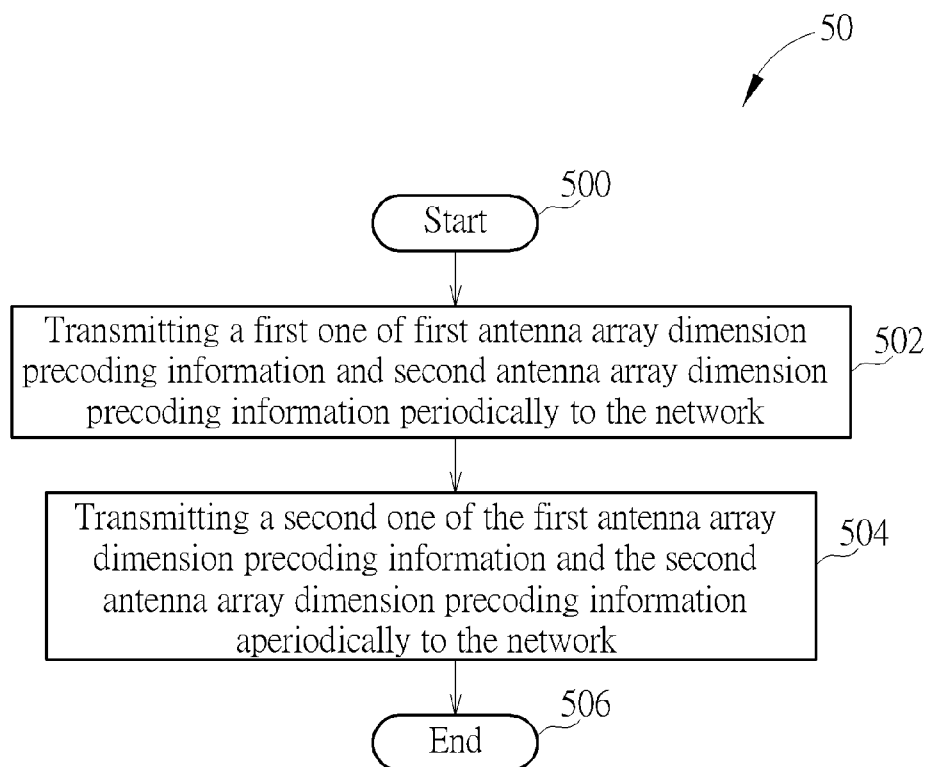 50
500
Start
Transmitting a first one of first antenna array dimension
precoding information and second antenna array dimension
precoding information periodically to the network
502
Transmitting a second one of the first antenna array
dimension precoding information and the second
antenna array dimension precoding information
aperiodically to the network
504
506
End